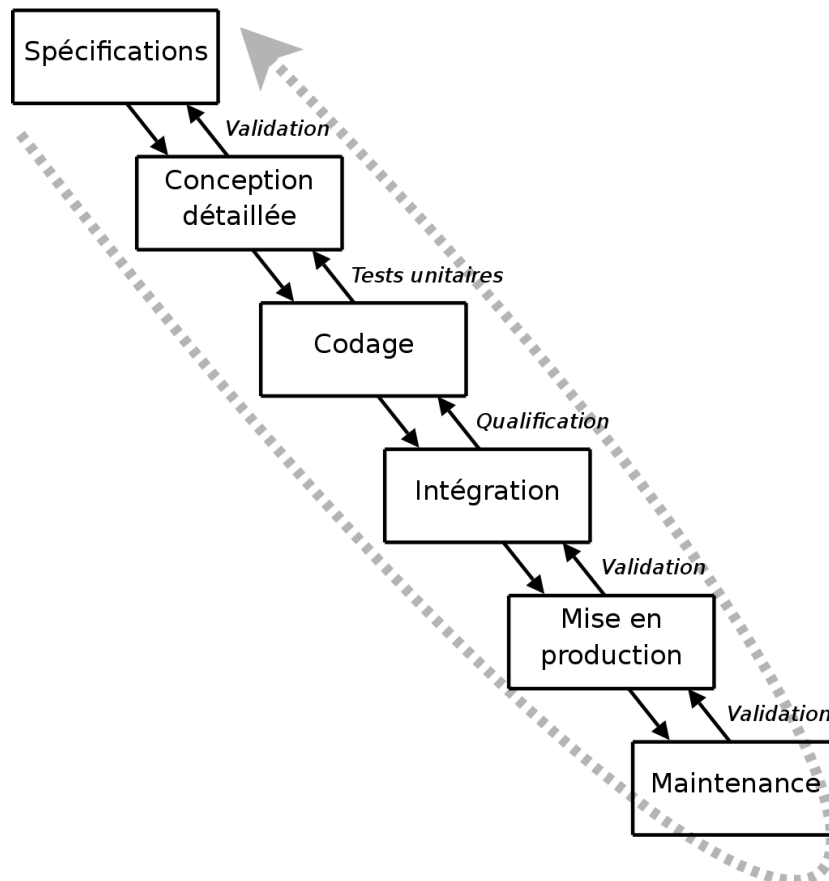 Spécifications
Validation
Conception
détaillée
Tests unitaires
Codage
Qualification
Intégration
Validation
Mise en
production
Validation
Maintenance